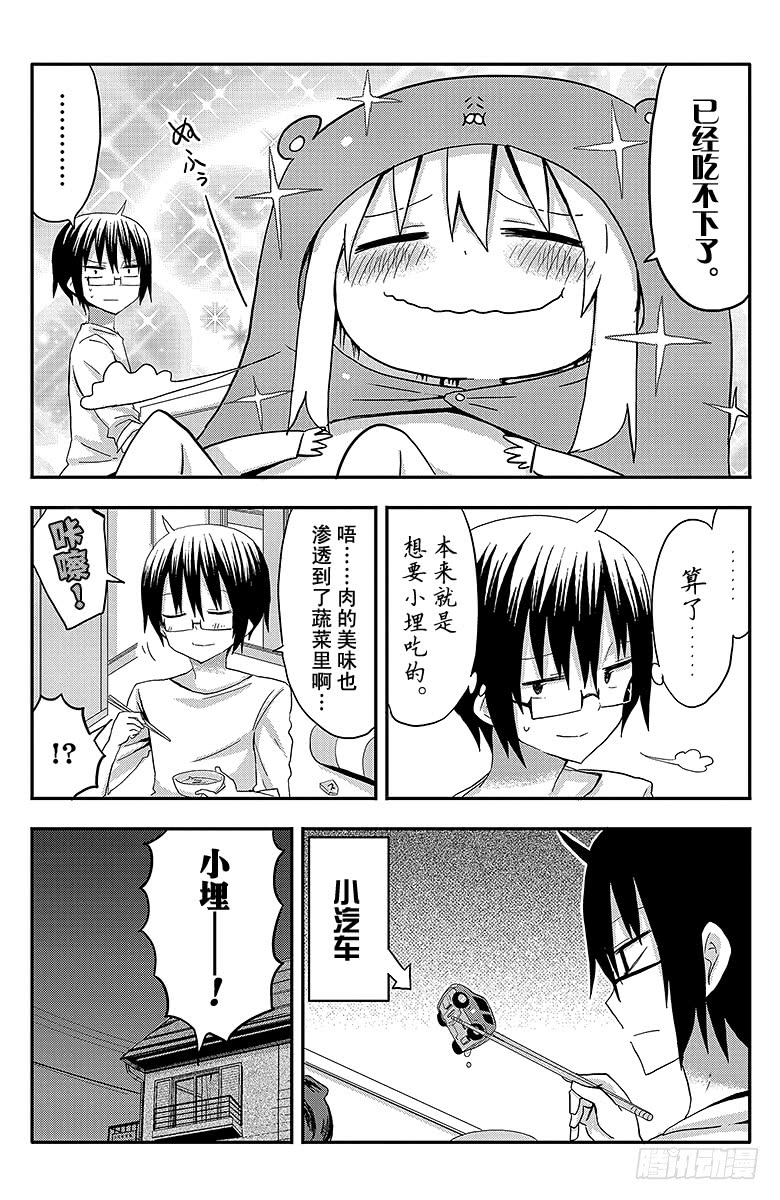 已经吃不下了。
ぬふぅ
…………
………
算了……
本来就是
想要小埋吃的。
唔……肉的美味也
渗透到了蔬菜里啊…
咔嚓！
!?
小汽车
小埋——！
腾讯动漫